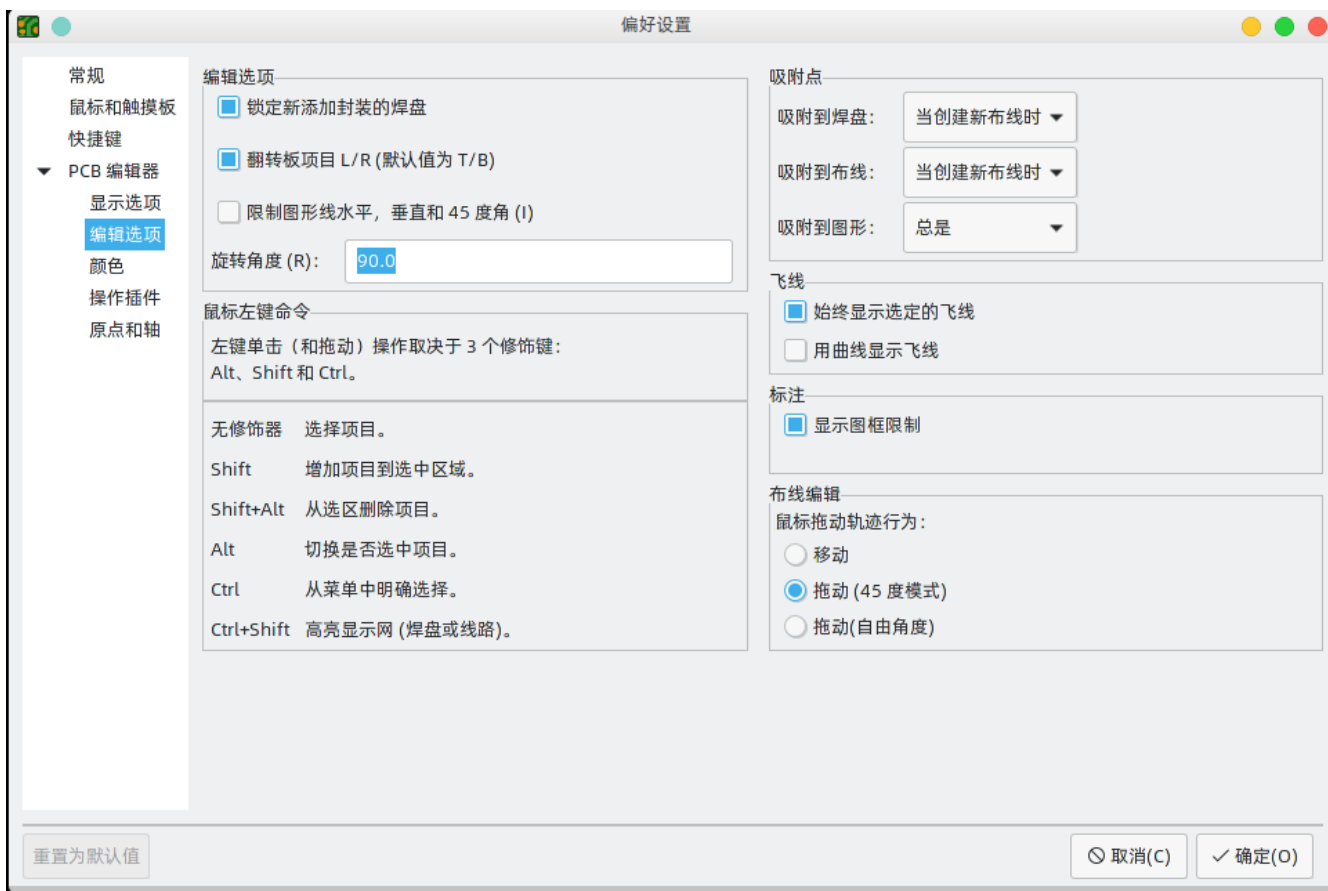 偏好设置
常规
鼠标和触摸板
快捷键
PCB 编辑器
显示选项
编辑选项
颜色
操作插件
原点和轴
编辑选项
锁定新添加封装的焊盘
翻转板项目 L/R (默认值为 T/B)
限制图形线水平，垂直和 45 度角 (I)
旋转角度 (R)：
90.0
鼠标左键命令
左键单击（和拖动）操作取决于 3 个修饰键：
Alt、Shift 和 Ctrl。
无修饰器 选择项目。
Shift 增加项目到选中区域。
Shift+Alt 从选区删除项目。
Alt 切换是否选中项目。
Ctrl 从菜单中明确选择。
Ctrl+Shift 高亮显示网 (焊盘或线路)。
吸附点
吸附到焊盘： 当创建新布线时
吸附到布线： 当创建新布线时
吸附到图形： 总是
飞线
始终显示选定的飞线
用曲线显示飞线
标注
显示图框限制
布线编辑
鼠标拖动轨迹行为：
移动
拖动 (45 度模式)
拖动(自由角度)
重置为默认值
取消(C)
确定(O)